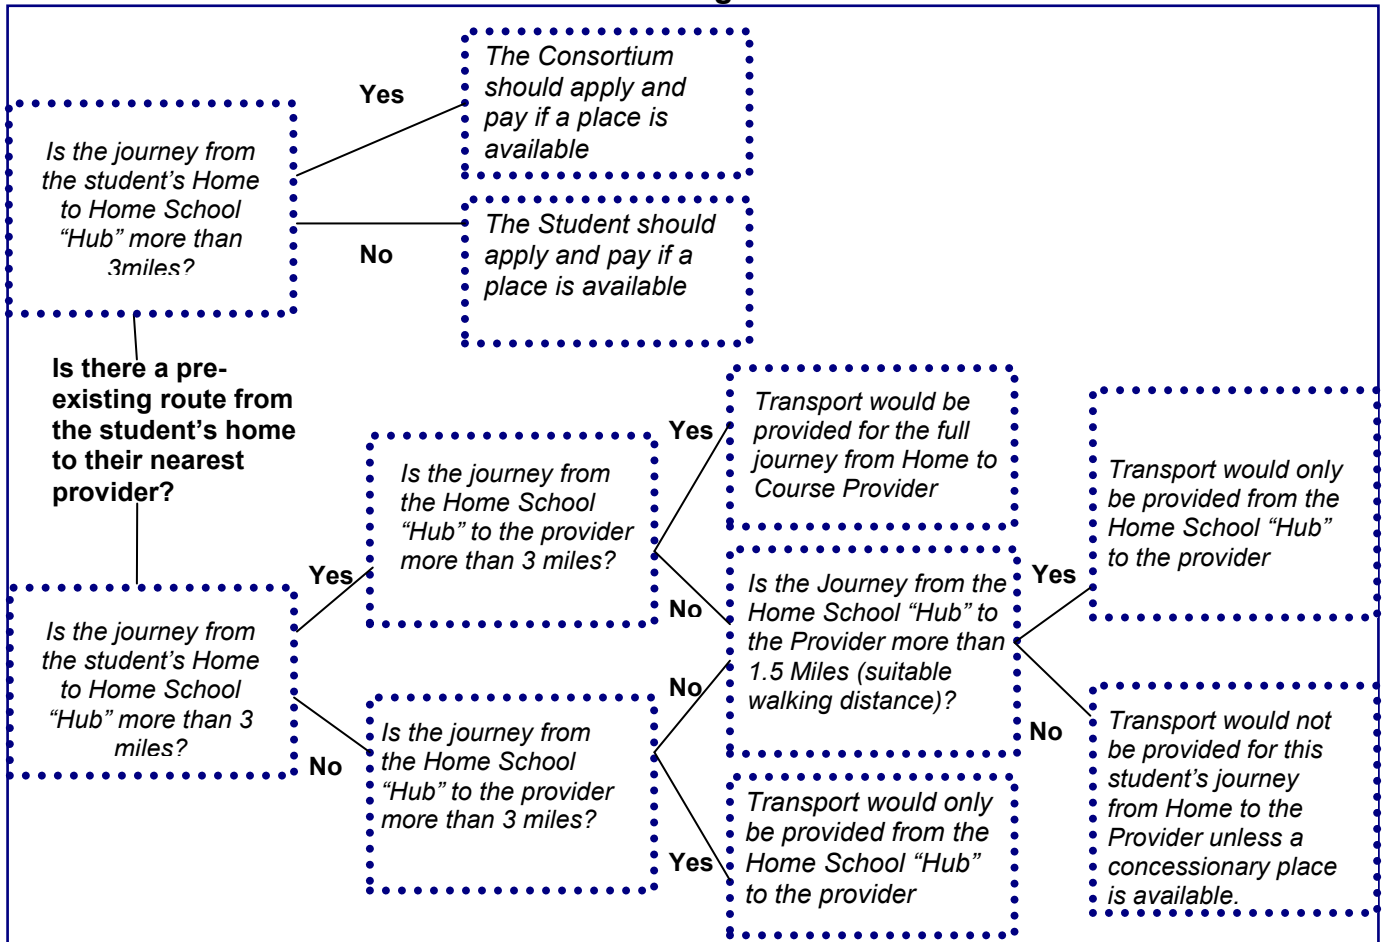 Yes
The Consortium
should apply and
pay if a place is
available
Is the journey from
the student’s Home
to Home School
“Hub” more than
3miles?
No
The Student should
apply and pay if a
place is available
Is there a pre-
existing route from
the student’s home
to their nearest
provider?
Is the journey from
the student’s Home
to Home School
“Hub” more than 3
miles?
Yes
Is the journey from
the Home School
“Hub” to the provider
more than 3 miles?
No
Is the journey from
the Home School
“Hub” to the provider
more than 3 miles?
Yes
Transport would be
provided for the full
journey from Home to
Course Provider
No
Is the Journey from the
Home School “Hub” to
the Provider more than
1.5 Miles (suitable
walking distance)?
No
Yes
Transport would only
be provided from the
Home School “Hub”
to the provider
Yes
Transport would only
be provided from the
Home School “Hub”
to the provider
No
Transport would not
be provided for this
student’s journey
from Home to the
Provider unless a
concessionary place
is available.